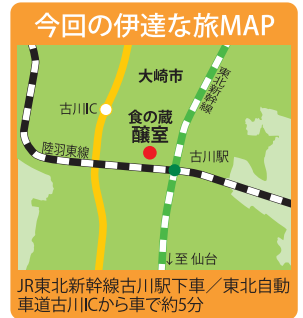 今回の伊達な旅MAP
大崎市
東北新幹線
古川IC
食の蔵
醸室
陸羽東線
古川駅
↓至 仙台
JR東北新幹線古川駅下車／東北自動
車道古川ICから車で約5分